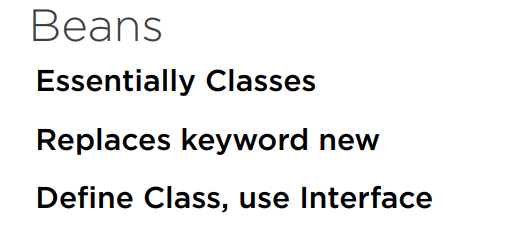 Beans
Essentially Classes
Replaces keyword new
Define Class, use Interface